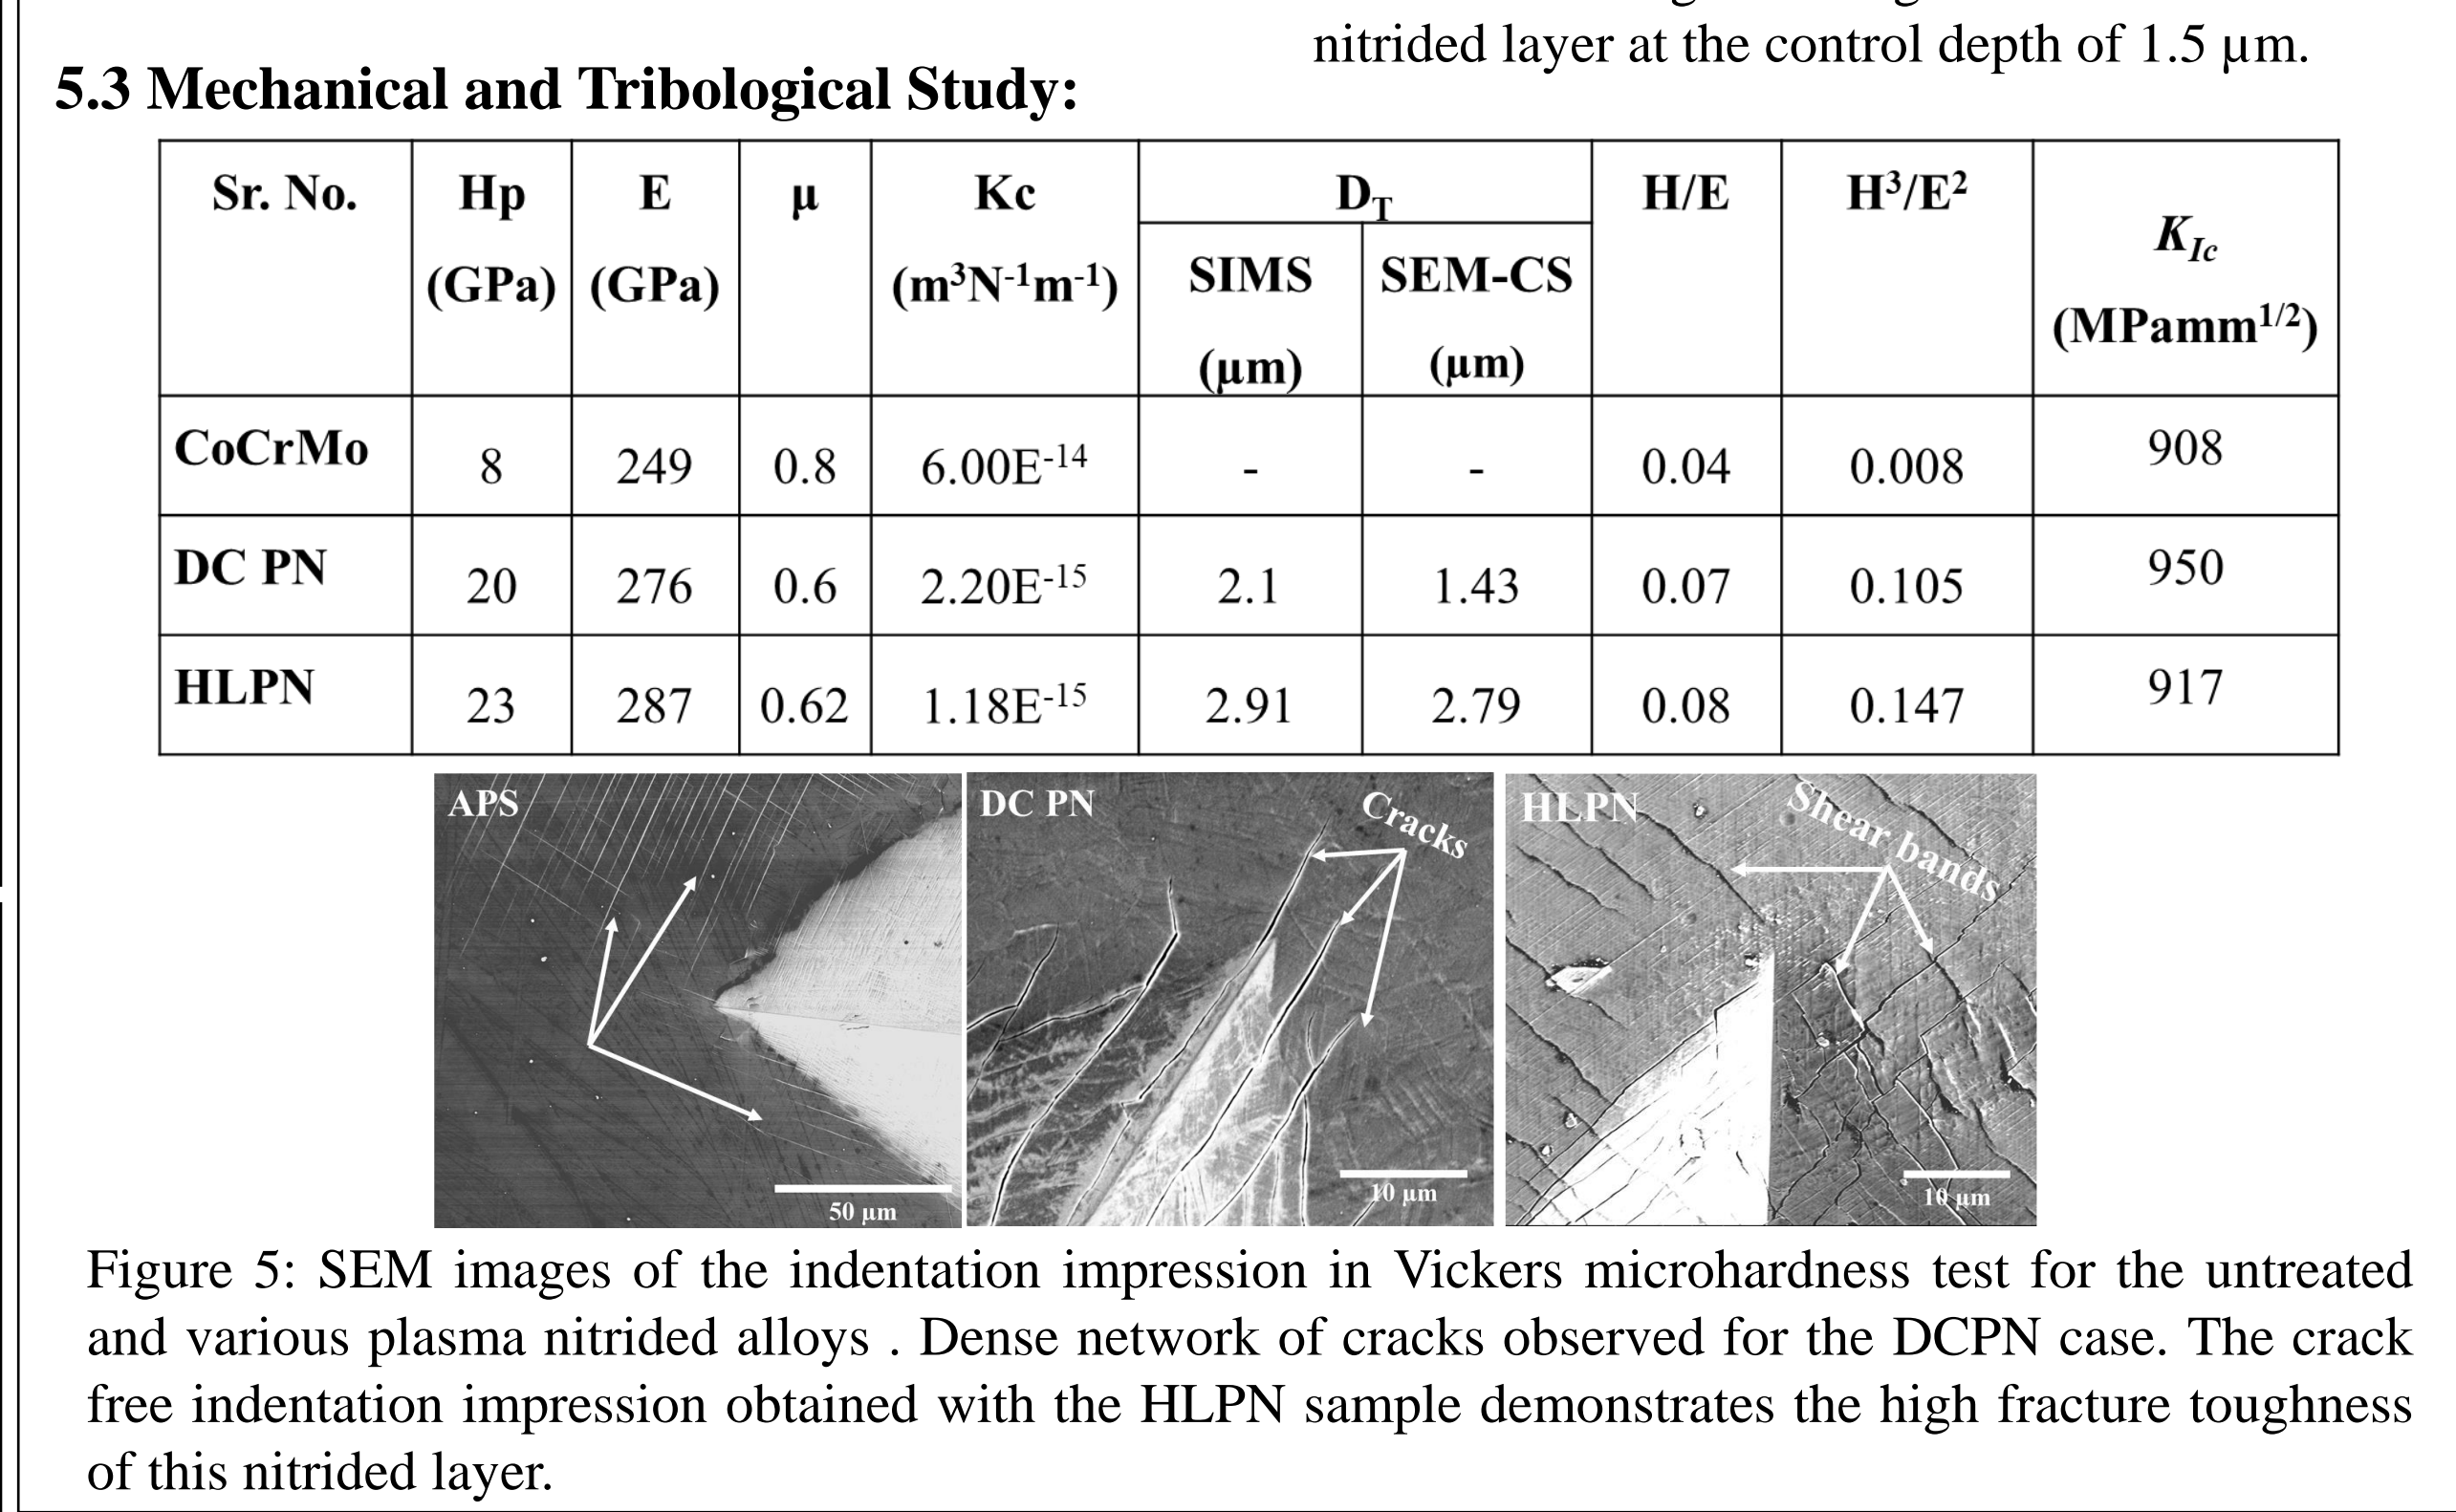 nitrided layer at the control depth of 1.5 μm.
5.3 Mechanical and Tribological Study:
Sr. No. Hp (GPa) E (GPa) μ Kc (m³N⁻¹m⁻¹) D_T SIMS (μm) SEM-CS (μm) H/E H³/E² K_Ic (MPamm^1/2)
CoCrMo 8 249 0.8 6.00E⁻¹⁴ - - 0.04 0.008 908
DC PN 20 276 0.6 2.20E⁻¹⁵ 2.1 1.43 0.07 0.105 950
HLPN 23 287 0.62 1.18E⁻¹⁵ 2.91 2.79 0.08 0.147 917
APS
50 μm
DC PN
Cracks
10 μm
HLPN
Shear bands
10 μm
Figure 5: SEM images of the indentation impression in Vickers microhardness test for the untreated
and various plasma nitrided alloys . Dense network of cracks observed for the DCPN case. The crack
free indentation impression obtained with the HLPN sample demonstrates the high fracture toughness
of this nitrided layer.